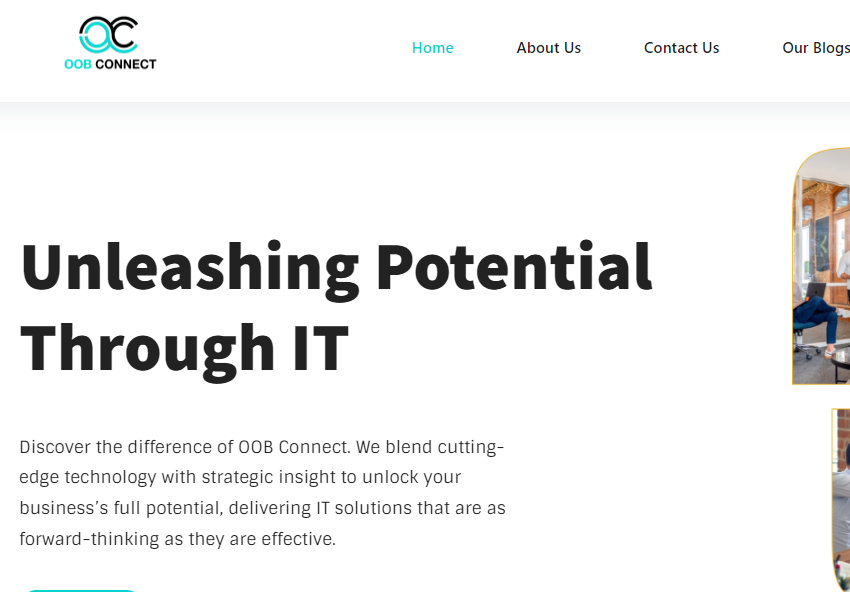 OOB CONNECT
Home
About Us
Contact Us
Our Blogs
Unleashing Potential
Through IT
Discover the difference of OOB Connect. We blend cutting-
edge technology with strategic insight to unlock your
business’s full potential, delivering IT solutions that are as
forward-thinking as they are effective.